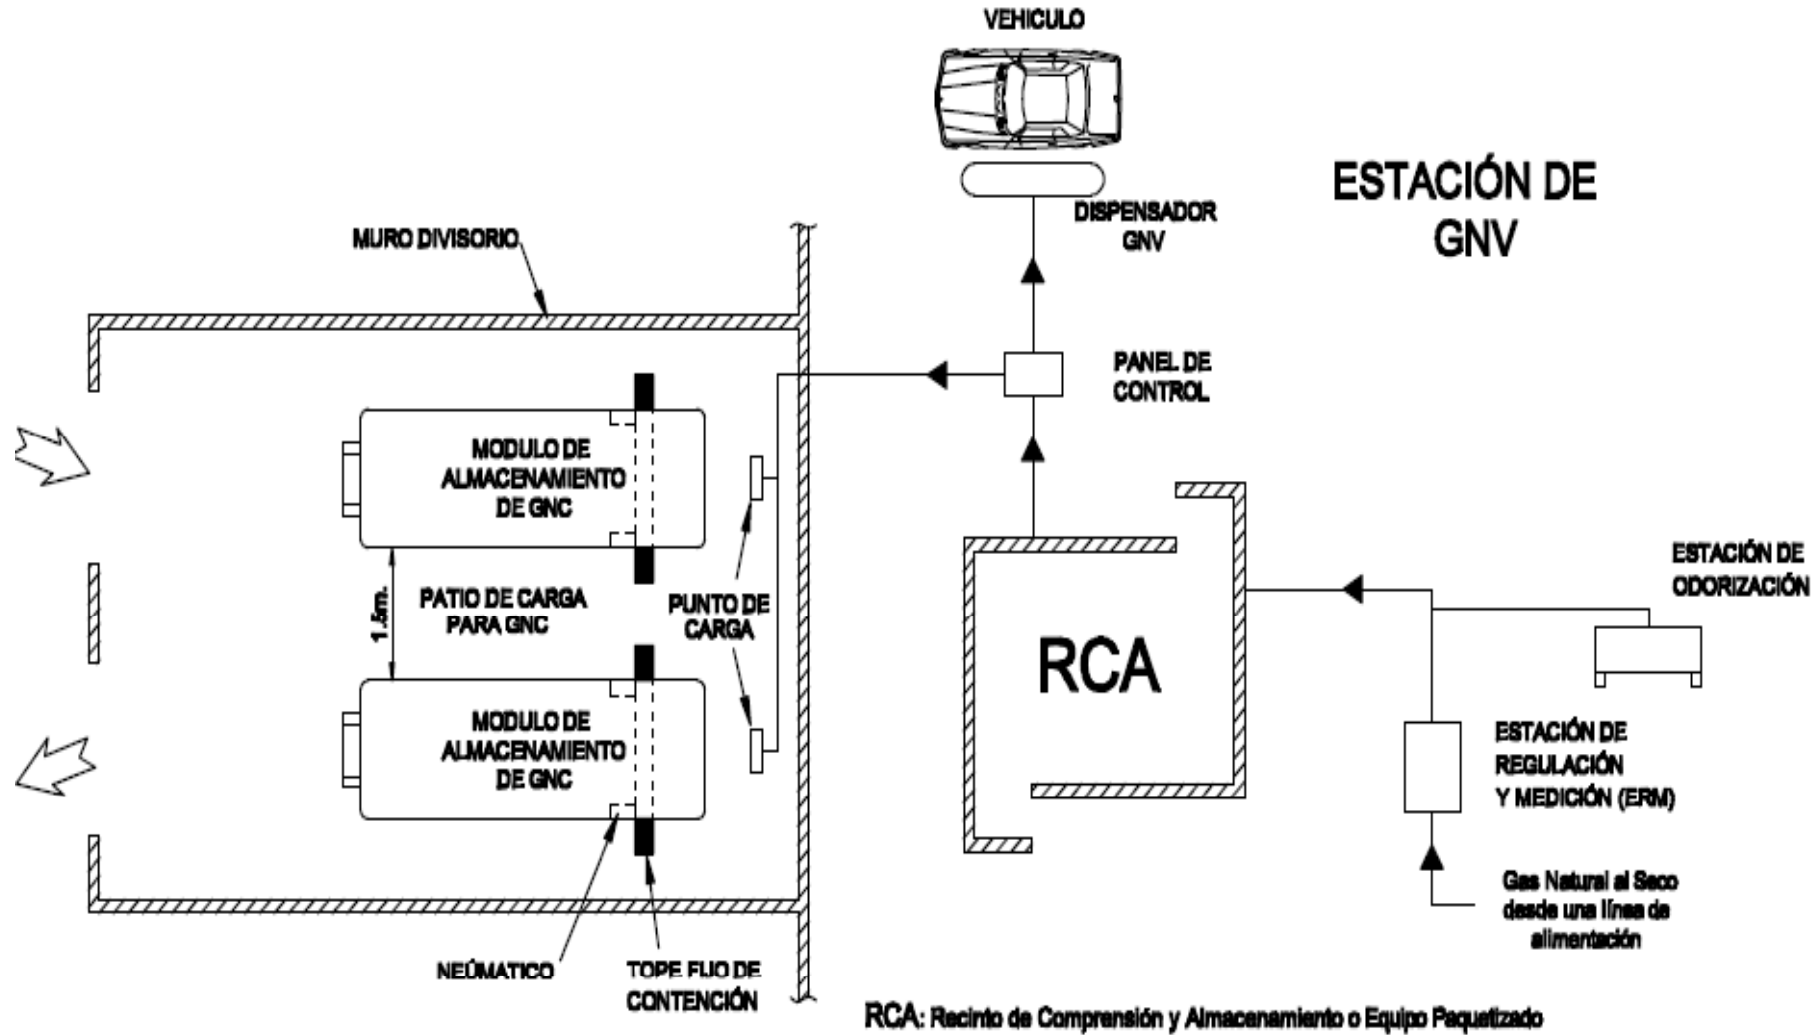 VEHICULO
ESTACIÓN DE
GNV
DISPENSADOR
GNV
MURO DIVISORIO
PANEL DE
CONTROL
MODULO DE
ALMACENAMIENTO
DE GNC
1.5m.
PATIO DE CARGA
PARA GNC
PUNTO DE
CARGA
MODULO DE
ALMACENAMIENTO
DE GNC
RCA
ESTACIÓN DE
ODORIZACIÓN
ESTACIÓN DE
REGULACIÓN
Y MEDICIÓN (ERM)
Gas Natural al Seco
desde una línea de
alimentación
NEÚMATICO
TOPE FIJO DE
CONTENCIÓN
RCA: Recinto de Comprensión y Almacenamiento o Equipo Paquetizado